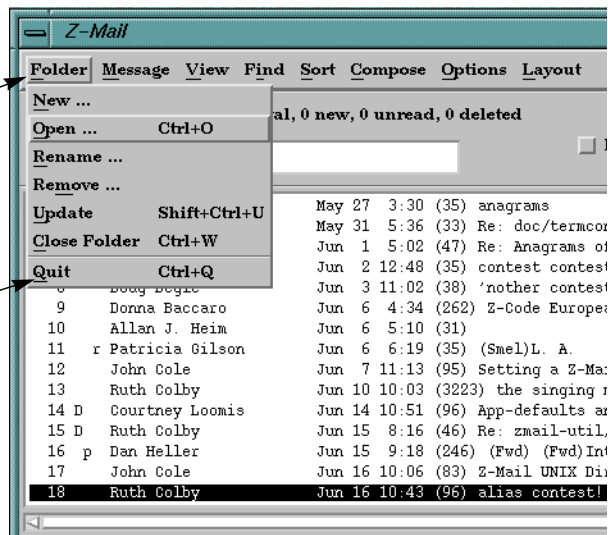 Z-Mail
Folder Message View Find Sort Compose Options Layout
New ...
al, 0 new, 0 unread, 0 deleted
Open ... Ctrl+O
Rename ...
Remove ...
Update Shift+Ctrl+U
Close Folder Ctrl+W
Quit Ctrl+Q
May 27 3:30 (35) anagrams
May 31 5:36 (33) Re: doc/termcon
Jun 1 5:02 (47) Re: Anagrams of
Jun 2 12:48 (35) contest contest
8 Doug Begle Jun 3 11:02 (38) 'nother contest
9 Donna Baccaro Jun 6 4:34 (262) Z-Code Europea
10 Allan J. Heim Jun 6 5:10 (31)
11 r Patricia Gilson Jun 6 6:19 (35) (Smel)L. A.
12 John Cole Jun 7 11:13 (95) Setting a Z-Mai
13 Ruth Colby Jun 10 10:03 (3223) the singing
14 D Courtney Loomis Jun 14 10:51 (96) App-defaults an
15 D Ruth Colby Jun 15 8:16 (46) Re: zmail-util,
16 p Dan Heller Jun 15 9:18 (246) (Fwd) (Fwd)Int
17 John Cole Jun 16 10:06 (83) Z-Mail UNIX Di
18 Ruth Colby Jun 16 10:43 (96) alias contest!